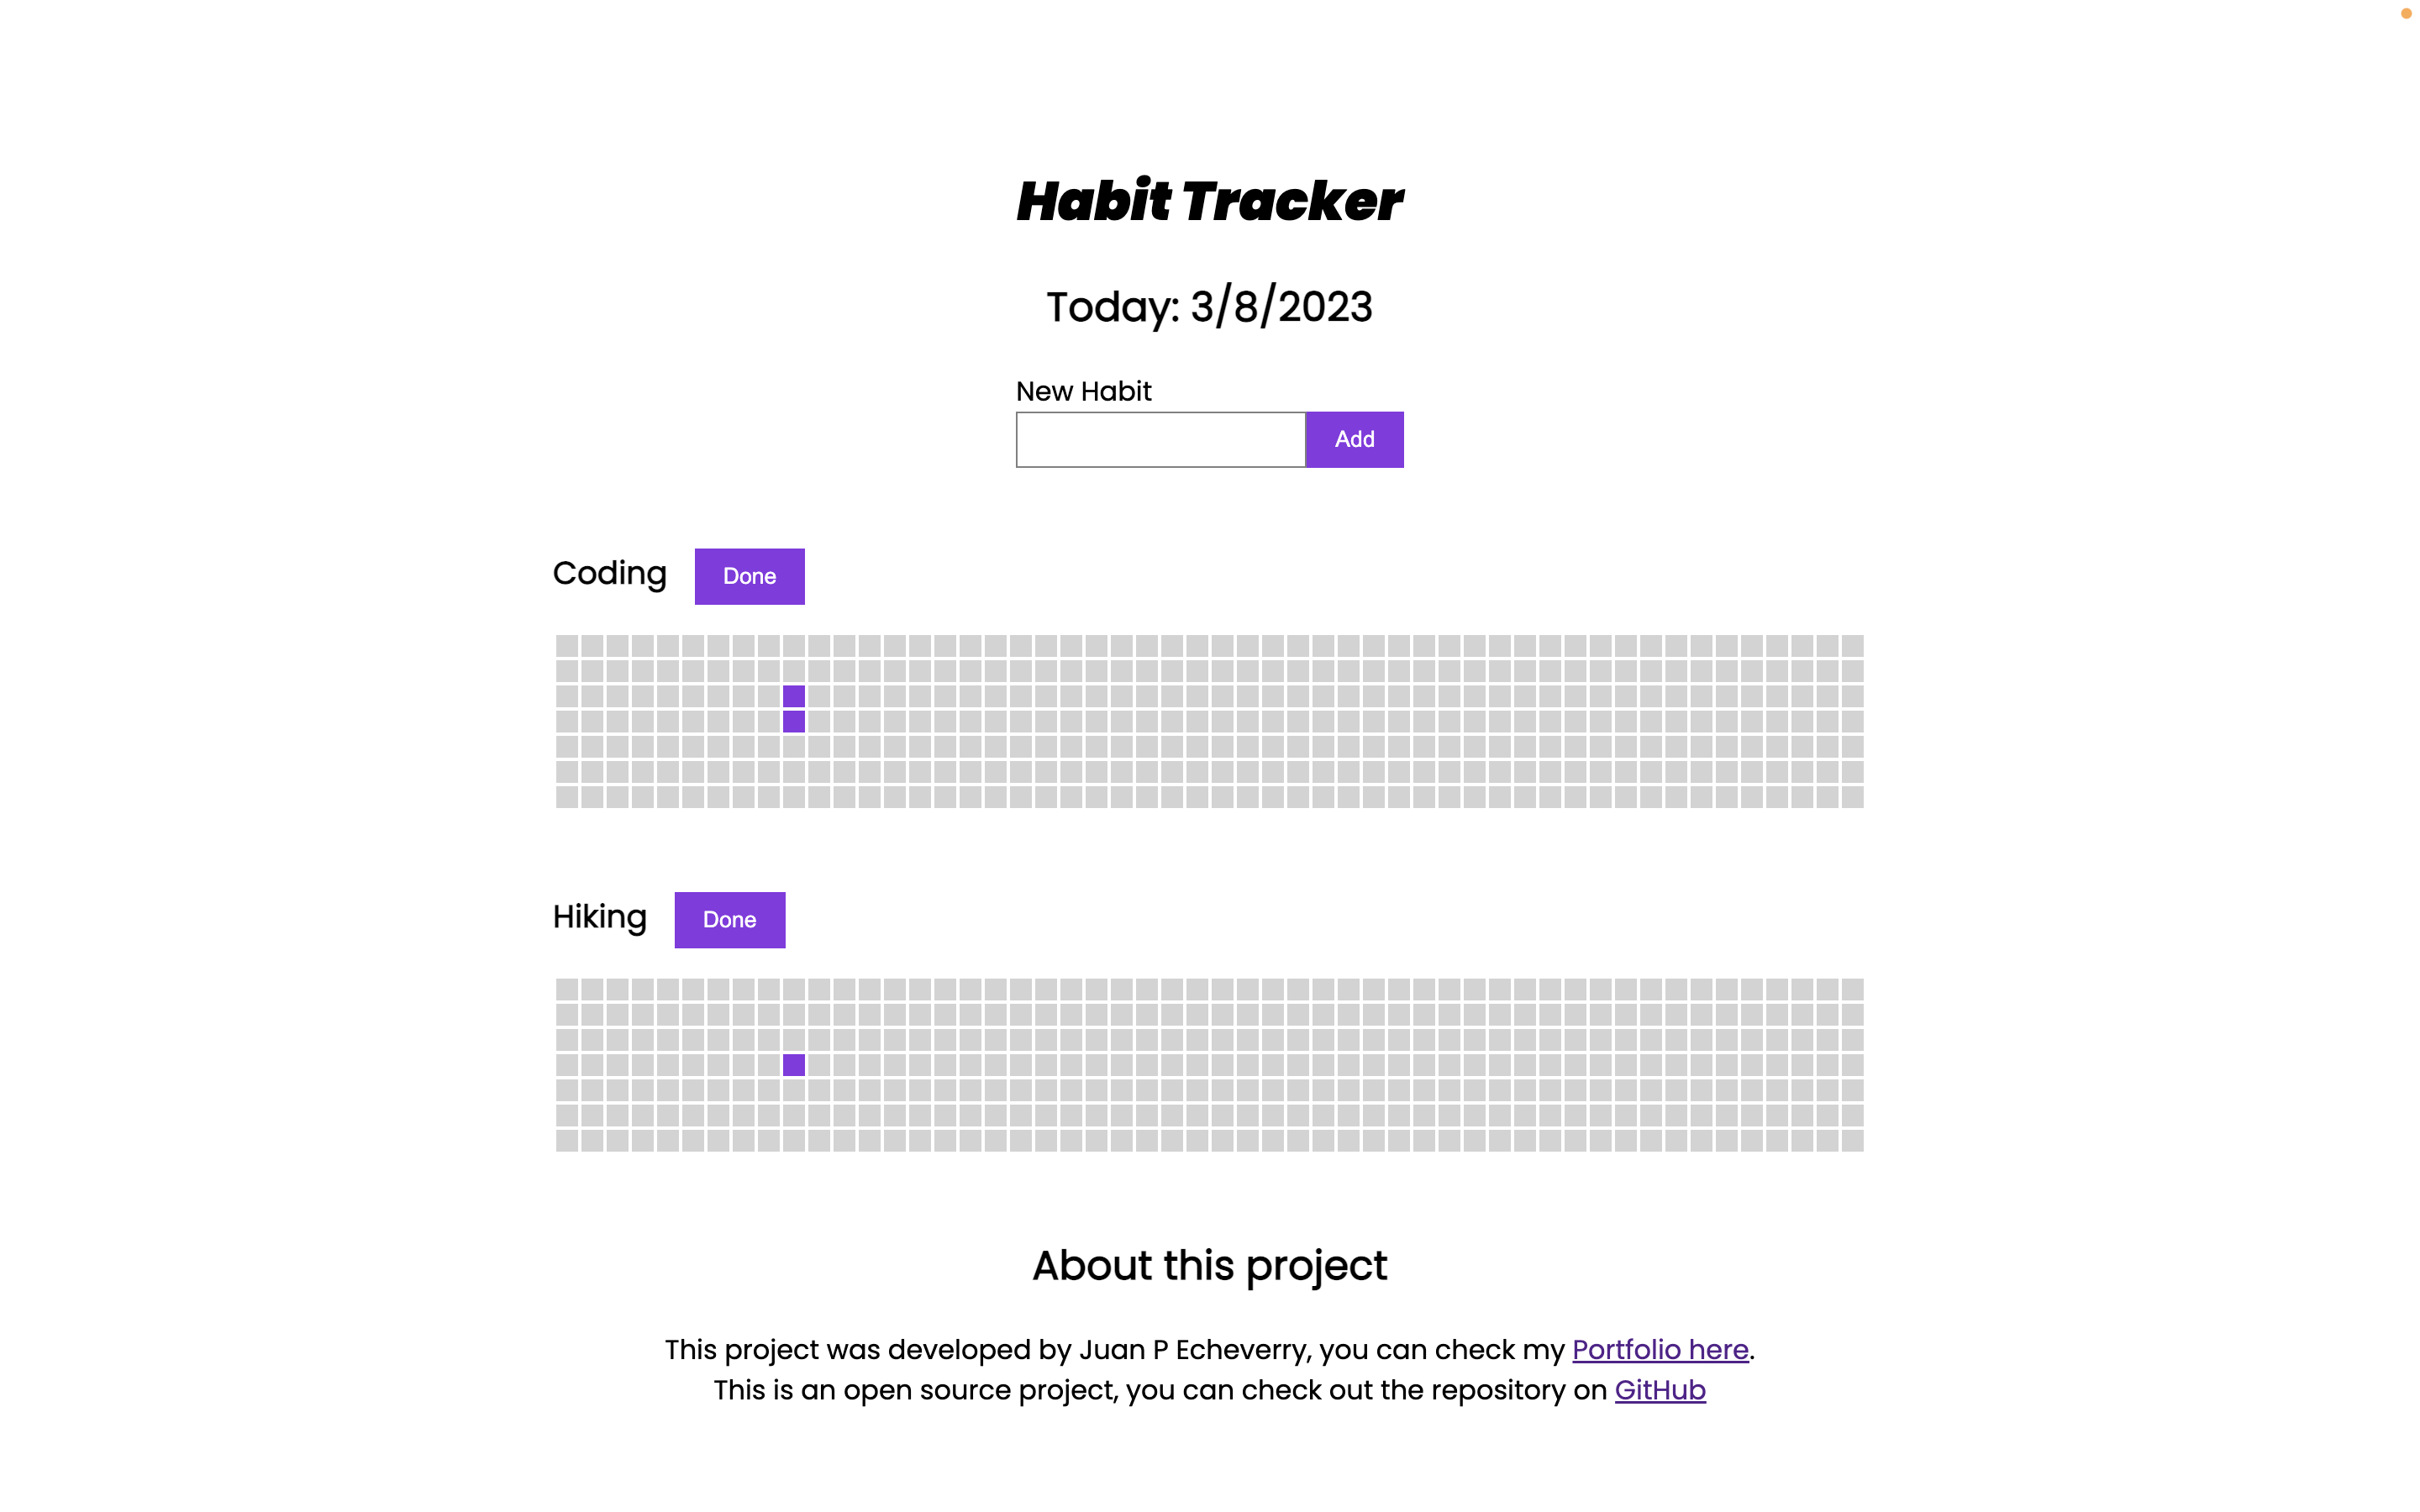 Habit Tracker
Today: 3/8/2023
New Habit
Add
Coding
Done
Hiking
Done
About this project
This project was developed by Juan P Echeverry, you can check my Portfolio here.
This is an open source project, you can check out the repository on GitHub